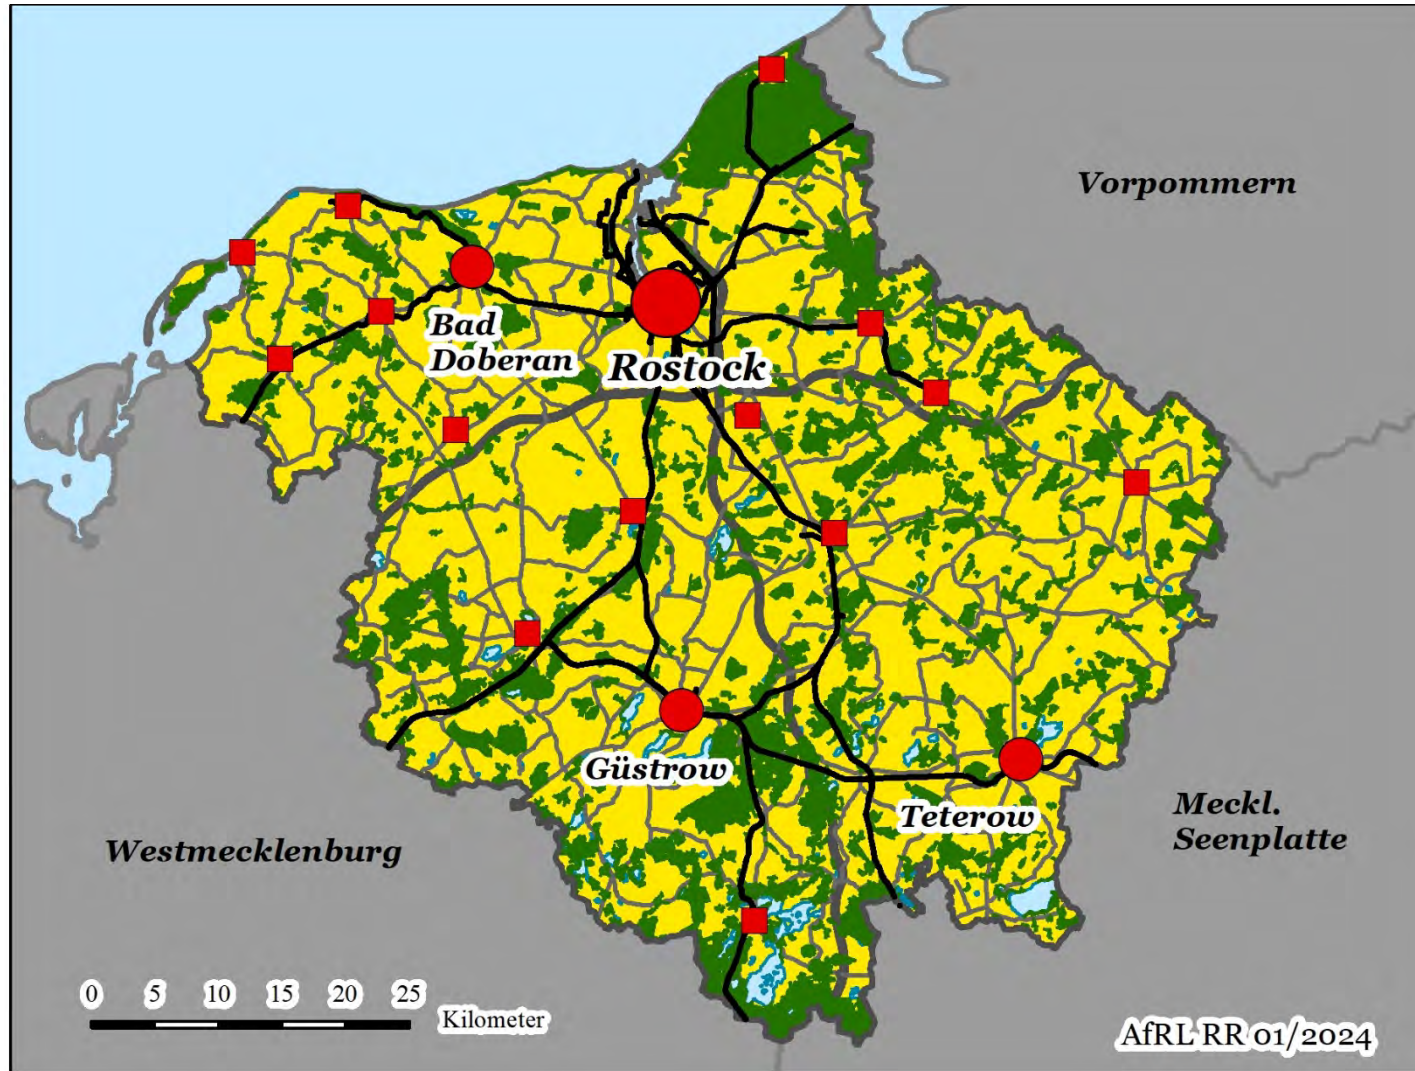 Vorpommern
Bad
Doberan
Rostock
Güstrow
Teterow
Meckl.
Seenplatte
Westmecklenburg
0 5 10 15 20 25
Kilometer
AfRL RR 01/2024